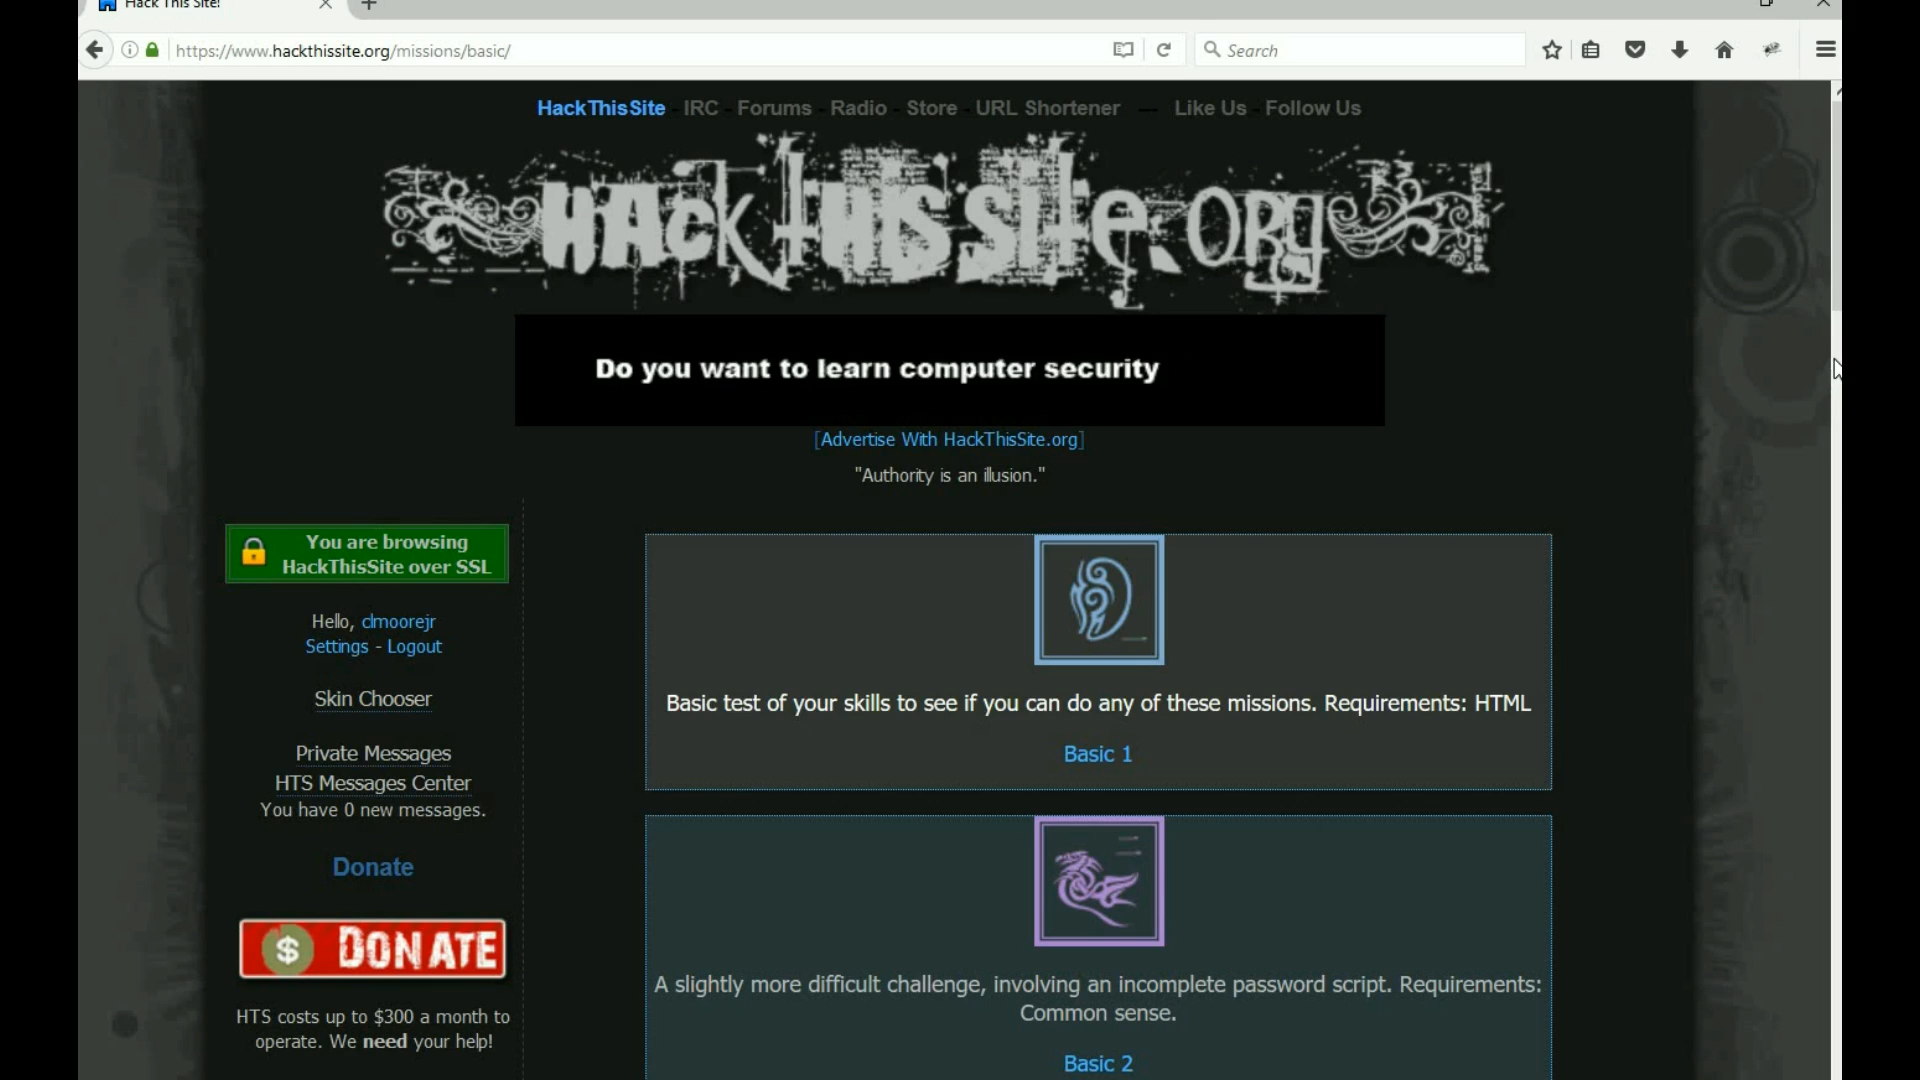 Hack This Site!
https://www.hackthissite.org/missions/basic/
Search
HackThisSite - IRC - Forums - Radio - Store - URL Shortener — Like Us - Follow Us
HackThisSite.org
Do you want to learn computer security
[Advertise With HackThisSite.org]
"Authority is an illusion."
You are browsing
HackThisSite over SSL
Hello, clmoorejr
Settings - Logout
Skin Chooser
Private Messages
HTS Messages Center
You have 0 new messages.
Donate
$ DONATE
HTS costs up to $300 a month to
operate. We need your help!
Basic test of your skills to see if you can do any of these missions. Requirements: HTML
Basic 1
A slightly more difficult challenge, involving an incomplete password script. Requirements:
Common sense.
Basic 2